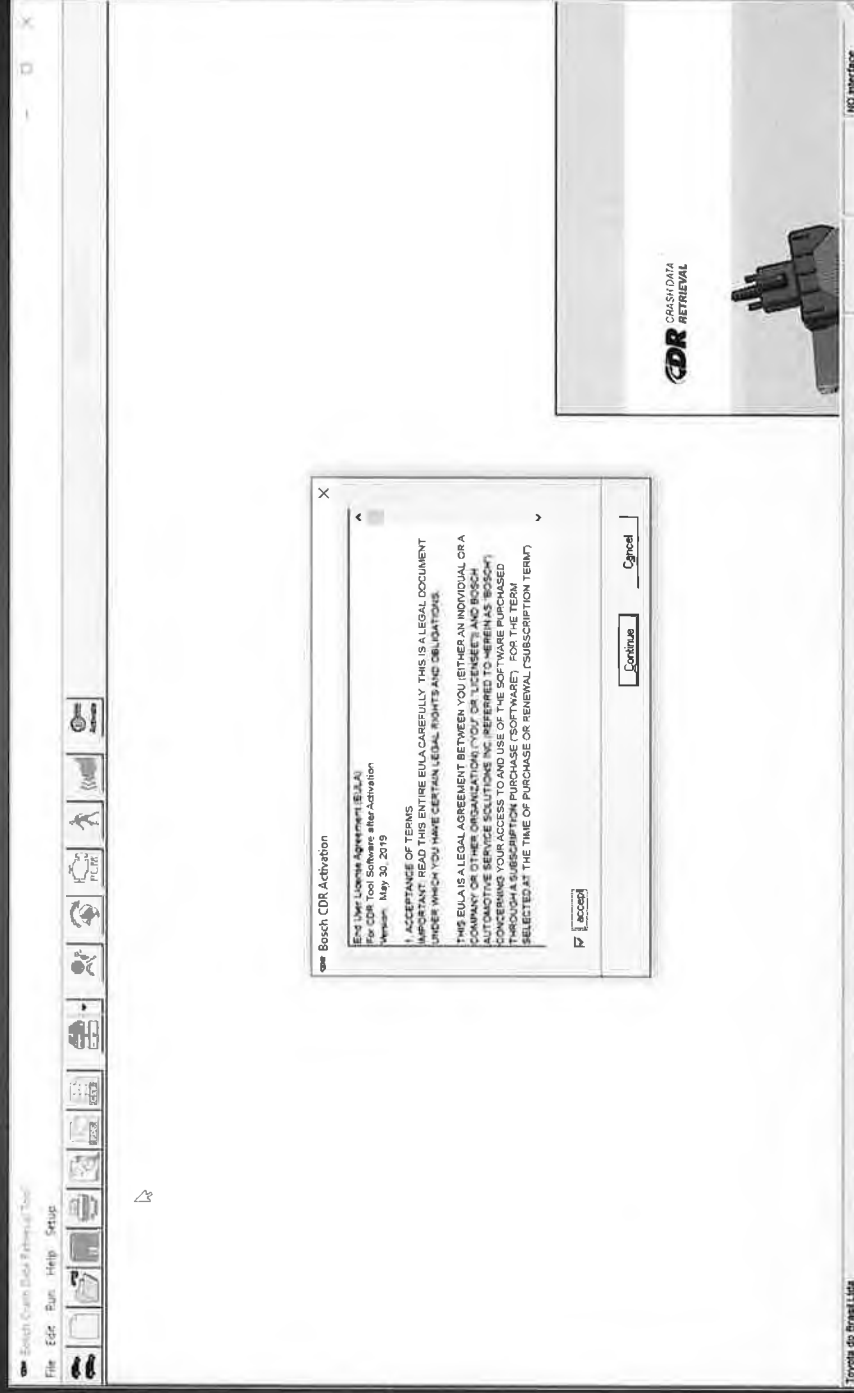 Bosch Crash Data Retrieval Tool
File Edit Run Help Setup
Activate
PCM
Bosch CDR Activation
End User License Agreement (EULA)
For CDR Tool Software after Activation
Version May 30, 2019
1. ACCEPTANCE OF TERMS
IMPORTANT: READ THIS ENTIRE EULA CAREFULLY THIS IS A LEGAL DOCUMENT
UNDER WHICH YOU HAVE CERTAIN LEGAL RIGHTS AND OBLIGATIONS.
THIS EULA IS A LEGAL AGREEMENT BETWEEN YOU (EITHER AN INDIVIDUAL OR A
COMPANY OR OTHER ORGANIZATION) ("YOU" OR "LICENSEE") AND BOSCH
AUTOMOTIVE SERVICE SOLUTIONS INC. (REFERRED TO HEREIN AS "BOSCH")
CONCERNING YOUR ACCESS TO AND USE OF THE SOFTWARE PURCHASED
THROUGH A SUBSCRIPTION PURCHASE ("SOFTWARE") FOR THE TERM
SELECTED AT THE TIME OF PURCHASE OR RENEWAL ("SUBSCRIPTION TERM")
I accept
Continue Cancel
CDR CRASH DATA
RETRIEVAL
Toyota do Brasil Ltda NO Interface